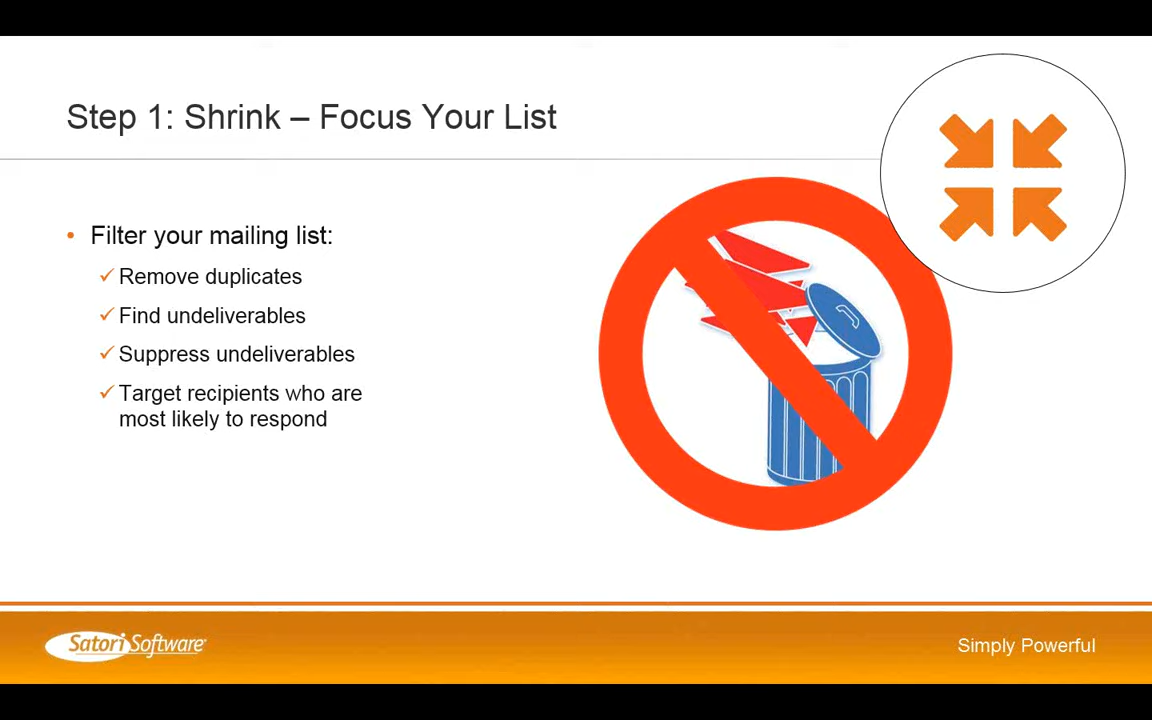 Step 1: Shrink – Focus Your List
• Filter your mailing list:
✓ Remove duplicates
✓ Find undeliverables
✓ Suppress undeliverables
✓ Target recipients who are
most likely to respond
Satori Software
Simply Powerful